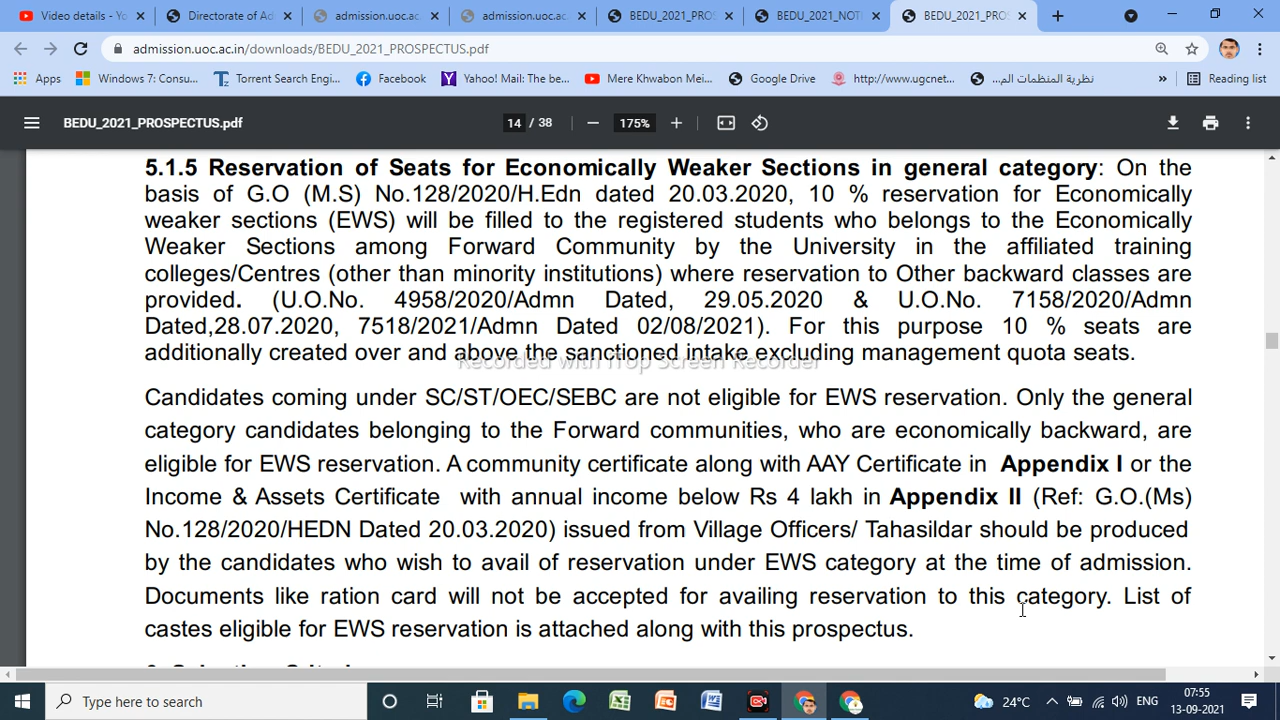 Video details - Yo
Directorate of Ad
admission.uoc.ac.
admission.uoc.ac.
BEDU_2021_PROS
BEDU_2021_NOTI
BEDU_2021_PROS
admission.uoc.ac.in/downloads/BEDU_2021_PROSPECTUS.pdf
Apps
Windows 7: Consu...
Torrent Search Engi...
Facebook
Yahoo! Mail: The be...
Mere Khwabon Mei...
Google Drive
http://www.ugcnet...
نظرية المنظمات الم...
»
Reading list
BEDU_2021_PROSPECTUS.pdf
14 / 38
175%
5.1.5 Reservation of Seats for Economically Weaker Sections in general category: On the
basis of G.O (M.S) No.128/2020/H.Edn dated 20.03.2020, 10 % reservation for Economically
weaker sections (EWS) will be filled to the registered students who belongs to the Economically
Weaker Sections among Forward Community by the University in the affiliated training
colleges/Centres (other than minority institutions) where reservation to Other backward classes are
provided. (U.O.No. 4958/2020/Admn Dated, 29.05.2020 & U.O.No. 7158/2020/Admn
Dated,28.07.2020, 7518/2021/Admn Dated 02/08/2021). For this purpose 10 % seats are
additionally created over and above the sanctioned intake excluding management quota seats.
Recorded with iTop Screen Recorder
Candidates coming under SC/ST/OEC/SEBC are not eligible for EWS reservation. Only the general
category candidates belonging to the Forward communities, who are economically backward, are
eligible for EWS reservation. A community certificate along with AAY Certificate in Appendix I or the
Income & Assets Certificate with annual income below Rs 4 lakh in Appendix II (Ref: G.O.(Ms)
No.128/2020/HEDN Dated 20.03.2020) issued from Village Officers/ Tahasildar should be produced
by the candidates who wish to avail of reservation under EWS category at the time of admission.
Documents like ration card will not be accepted for availing reservation to this category. List of
castes eligible for EWS reservation is attached along with this prospectus.
Type here to search
24°C
ENG
07:55
13-09-2021